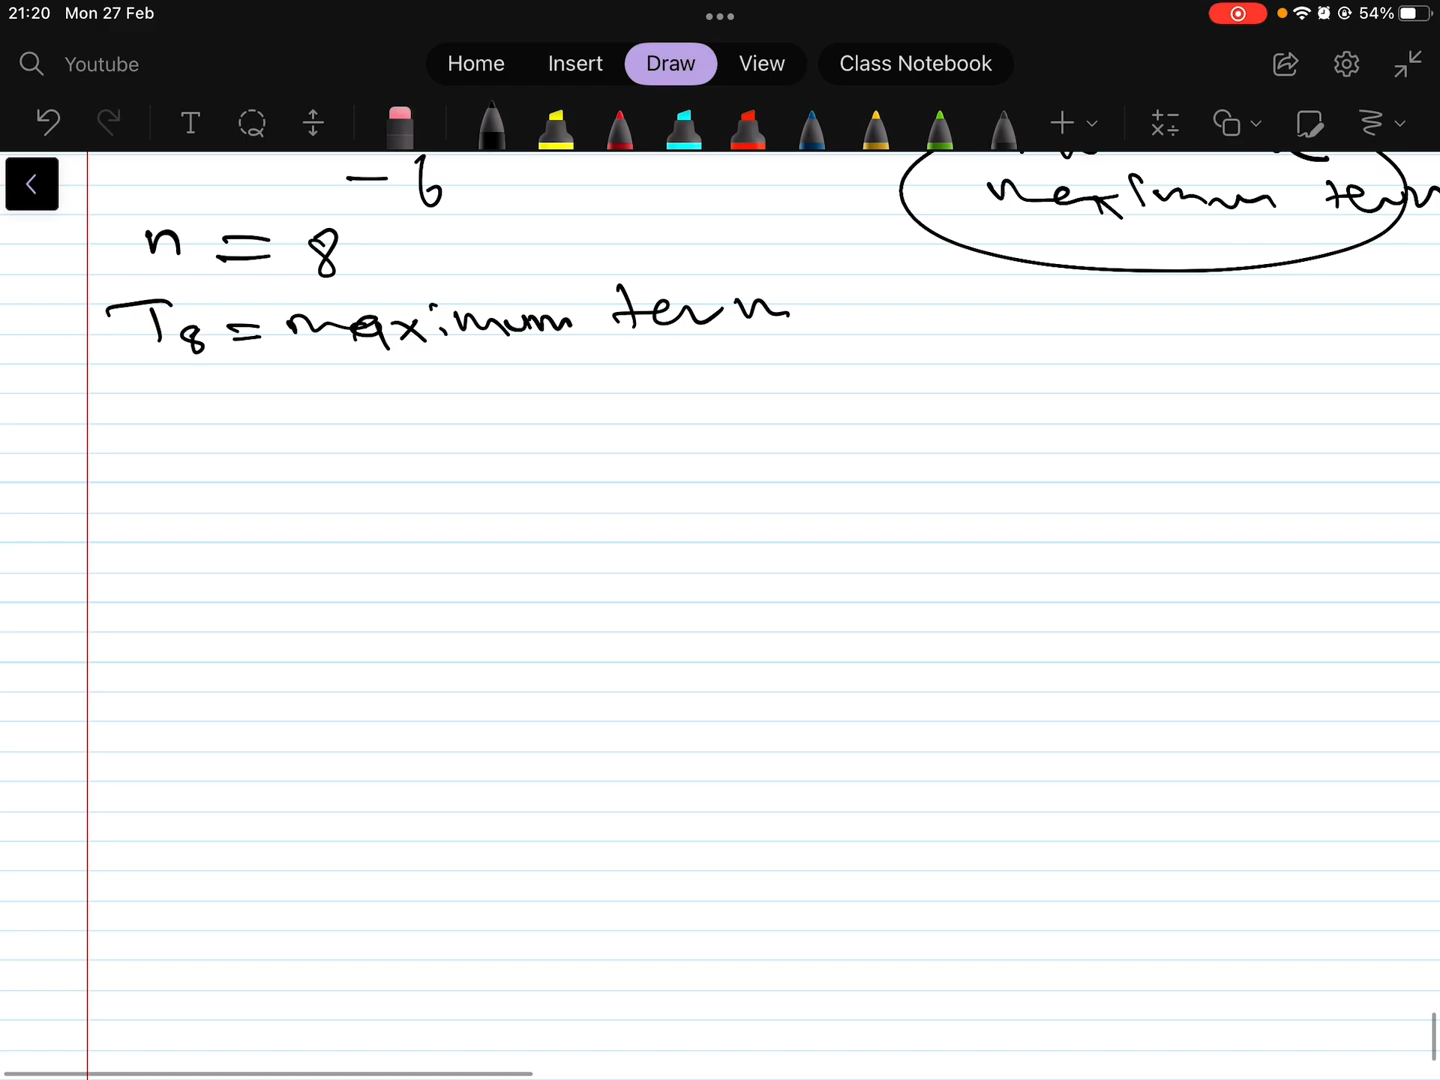 21:20 Mon 27 Feb
54%
Youtube
Home Insert Draw View Class Notebook
T
- 6
maximum term
n = 8
T8 = maximum term